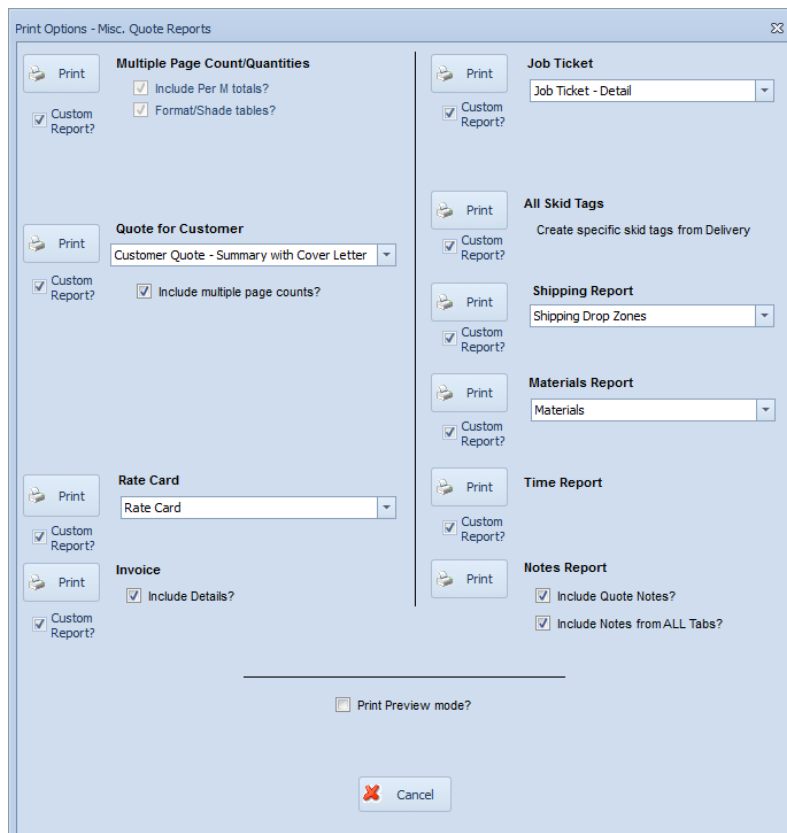 Print Options - Misc. Quote Reports
Print
Multiple Page Count/Quantities
Include Per M totals?
Format/Shade tables?
Custom
Report?
Quote for Customer
Print
Customer Quote - Summary with Cover Letter
Custom
Report?
Include multiple page counts?
Rate Card
Print
Rate Card
Custom
Report?
Invoice
Print
Include Details?
Custom
Report?
Job Ticket
Print
Job Ticket - Detail
Custom
Report?
All Skid Tags
Print
Create specific skid tags from Delivery
Custom
Report?
Shipping Report
Print
Shipping Drop Zones
Custom
Report?
Materials Report
Print
Materials
Custom
Report?
Time Report
Print
Custom
Report?
Notes Report
Print
Include Quote Notes?
Include Notes from ALL Tabs?
Print Preview mode?
Cancel